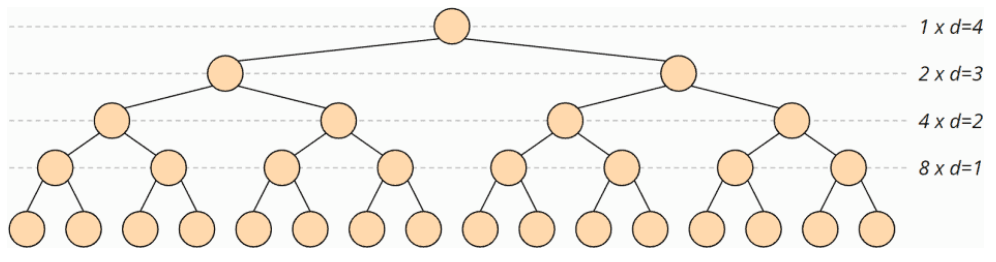 1 x d=4
2 x d=3
4 x d=2
8 x d=1